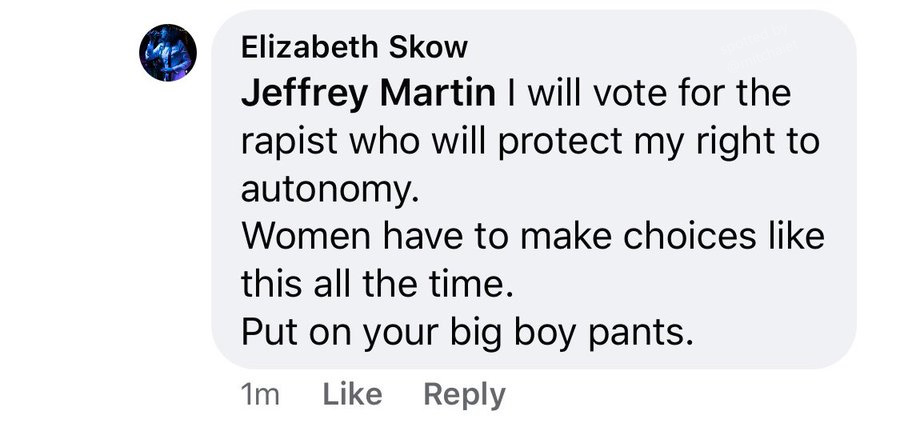 Elizabeth Skow
Jeffrey Martin I will vote for the
rapist who will protect my right to
autonomy.
Women have to make choices like
this all the time.
Put on your big boy pants.
1m Like Reply